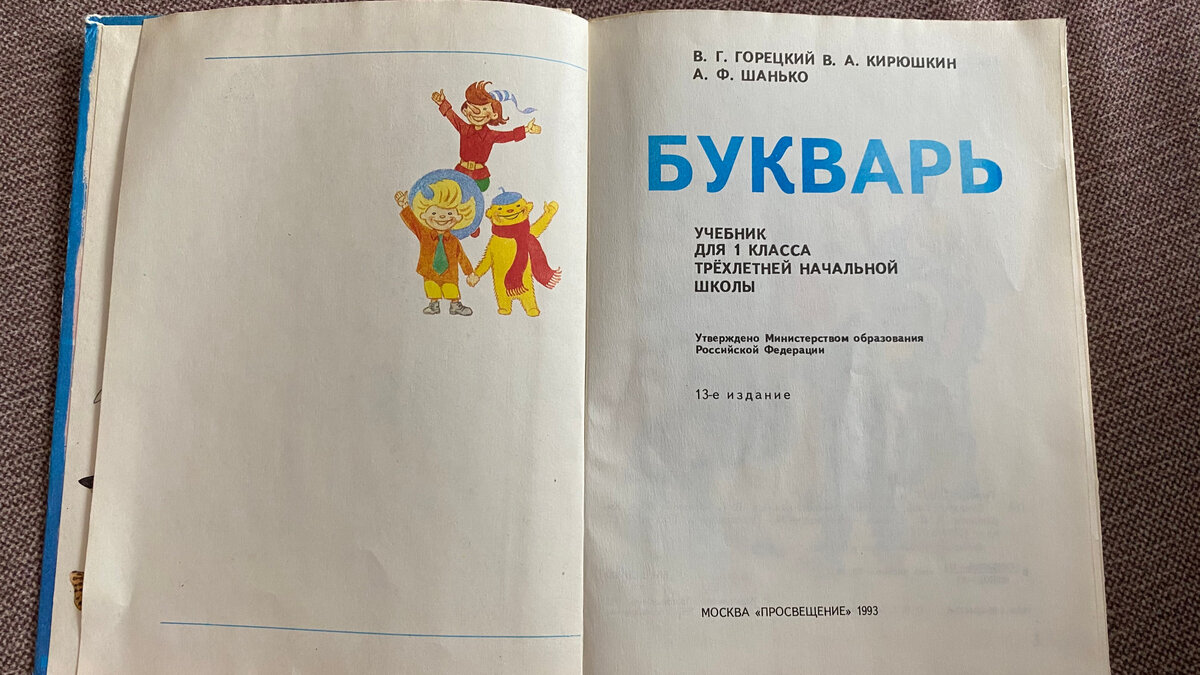 В. Г. ГОРЕЦКИЙ В. А. КИРЮШКИН
А. Ф. ШАНЬКО
БУКВАРЬ
УЧЕБНИК
ДЛЯ 1 КЛАССА
ТРЁХЛЕТНЕЙ НАЧАЛЬНОЙ
ШКОЛЫ
Утверждено Министерством образования
Российской Федерации
13-е издание
МОСКВА «ПРОСВЕЩЕНИЕ» 1993